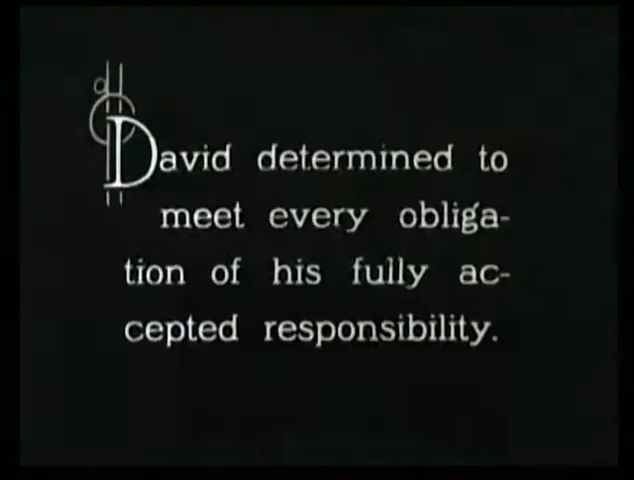 David determined to
meet every obliga-
tion of his fully ac-
cepted responsibility.